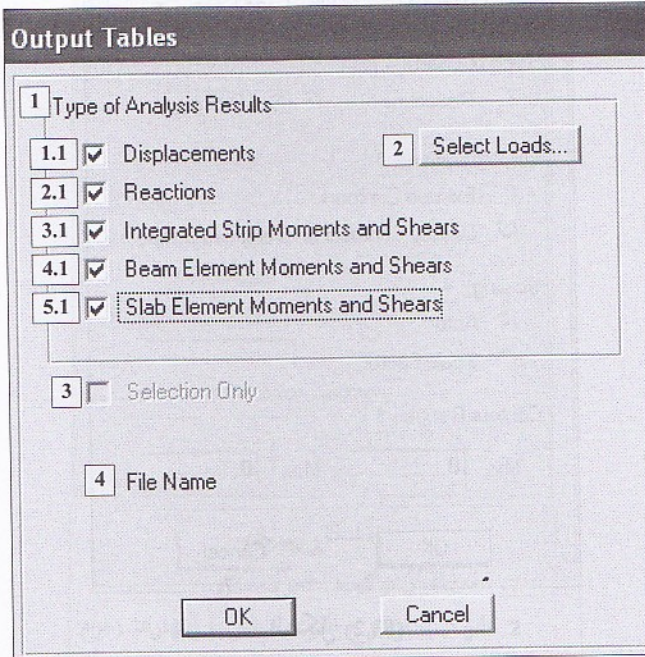 Output Tables
1 Type of Analysis Results
1.1 Displacements
2 Select Loads...
2.1 Reactions
3.1 Integrated Strip Moments and Shears
4.1 Beam Element Moments and Shears
5.1 Slab Element Moments and Shears
3 Selection Only
4 File Name
OK Cancel